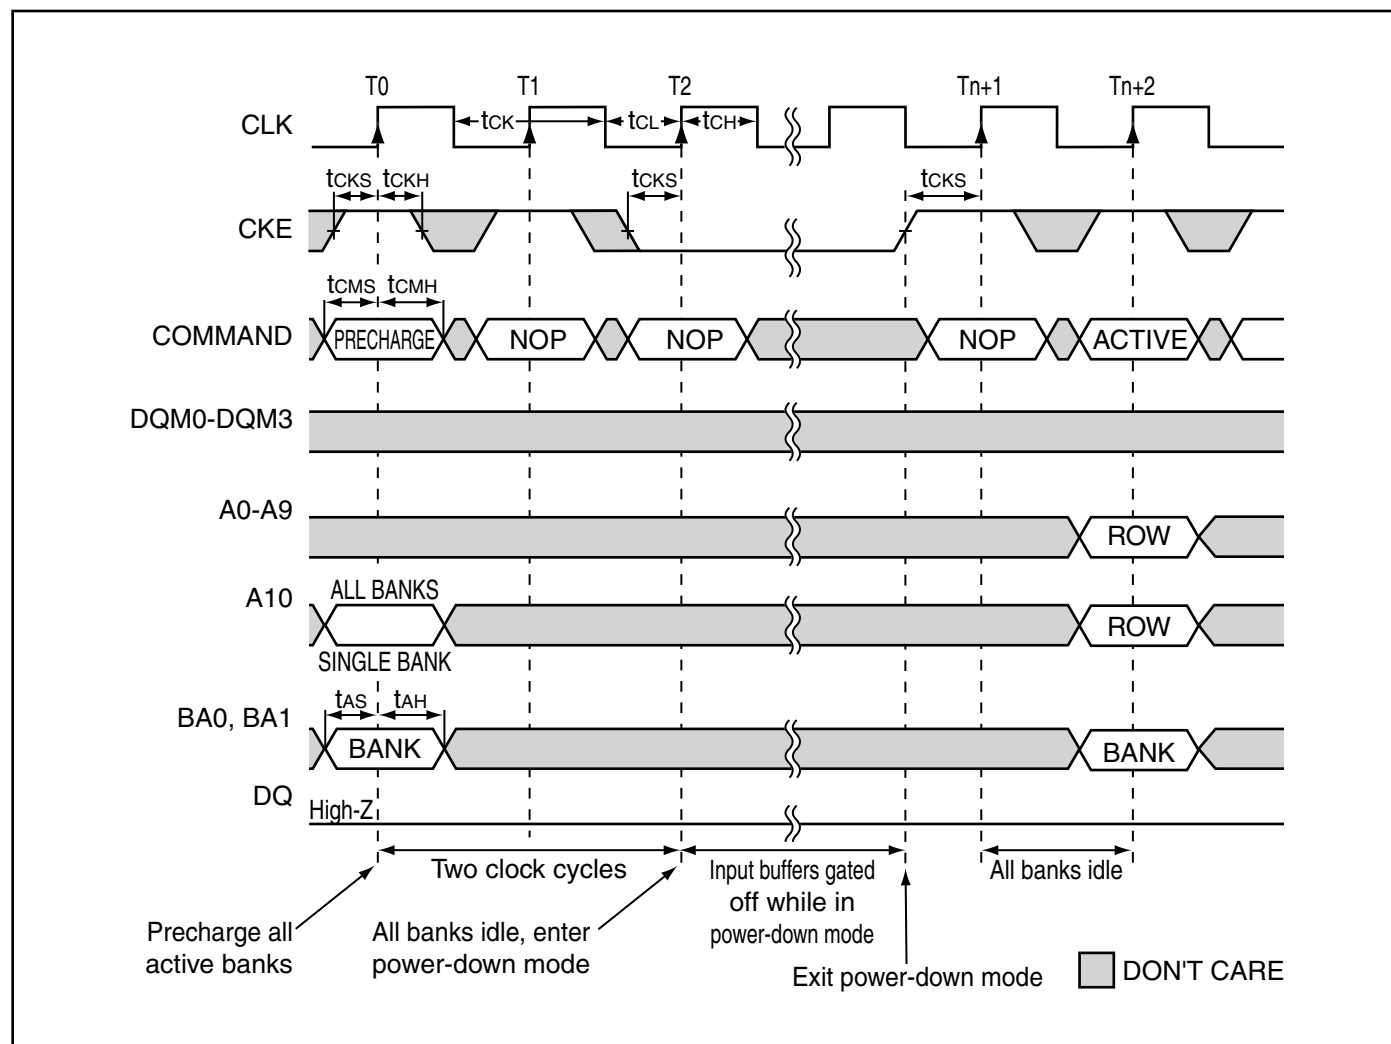 T0 T1 T2 Tn+1 Tn+2
CLK tCK tCL tCH
tCKS tCKH tCKS tCKS
CKE
tCMS tCMH
COMMAND PRECHARGE NOP NOP NOP ACTIVE
DQM0-DQM3
A0-A9 ROW
A10 ALL BANKS ROW
SINGLE BANK
tAS tAH
BA0, BA1 BANK BANK
DQ High-Z
Two clock cycles
Input buffers gated
off while in
power-down mode
All banks idle
Precharge all
active banks
All banks idle, enter
power-down mode
Exit power-down mode
DON'T CARE